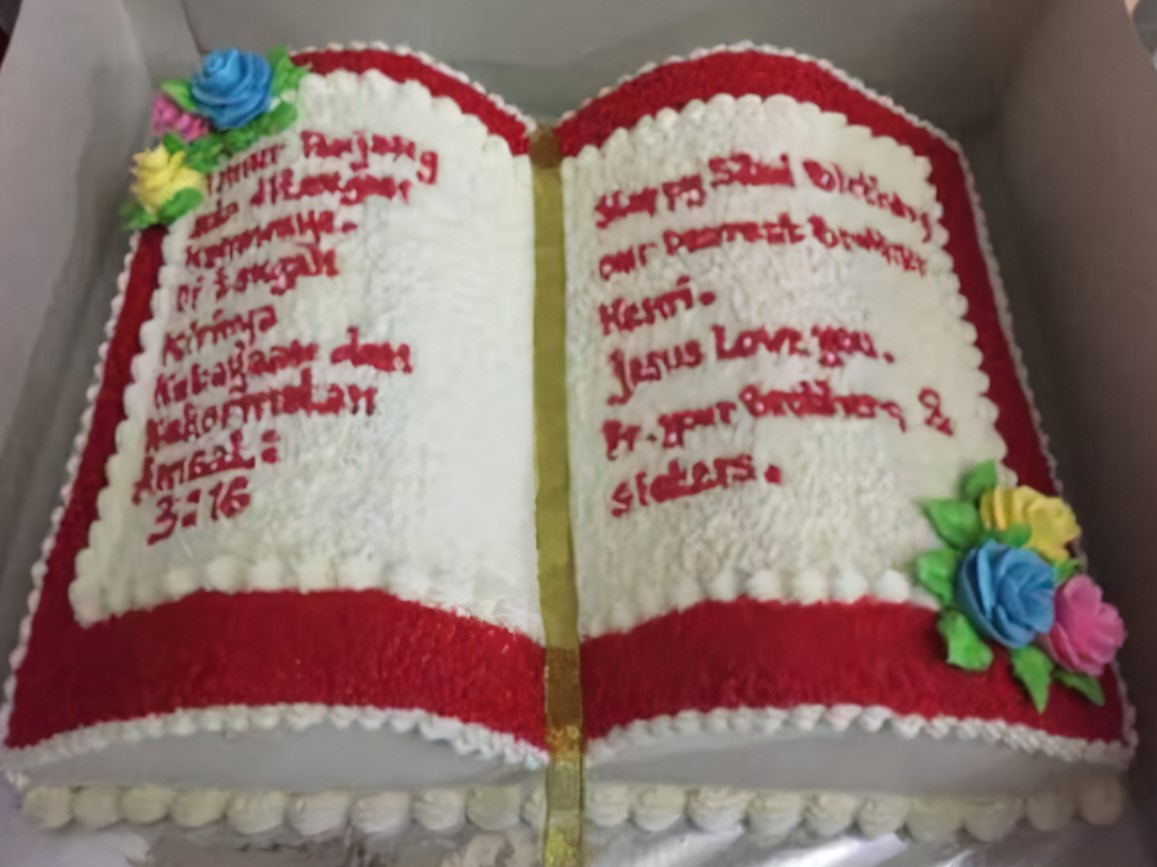 Umur Panjang
ada ditangan
kanannya.
Di tangan
kirinya
Kekayaan dan
Kehormatan
Amsal:
3:16
Happy 52nd Birthday
our Dearest Brother
Hemi.
Jesus Love you.
Fr. your Brothers &
sisters.